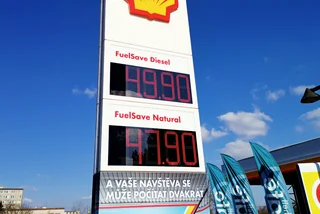 FuelSave Diesel
49.90
FuelSave Natural
47.90
A VAŠE NÁVŠTĚVA SE
MŮŽE POČÍTAT DVAKRÁT